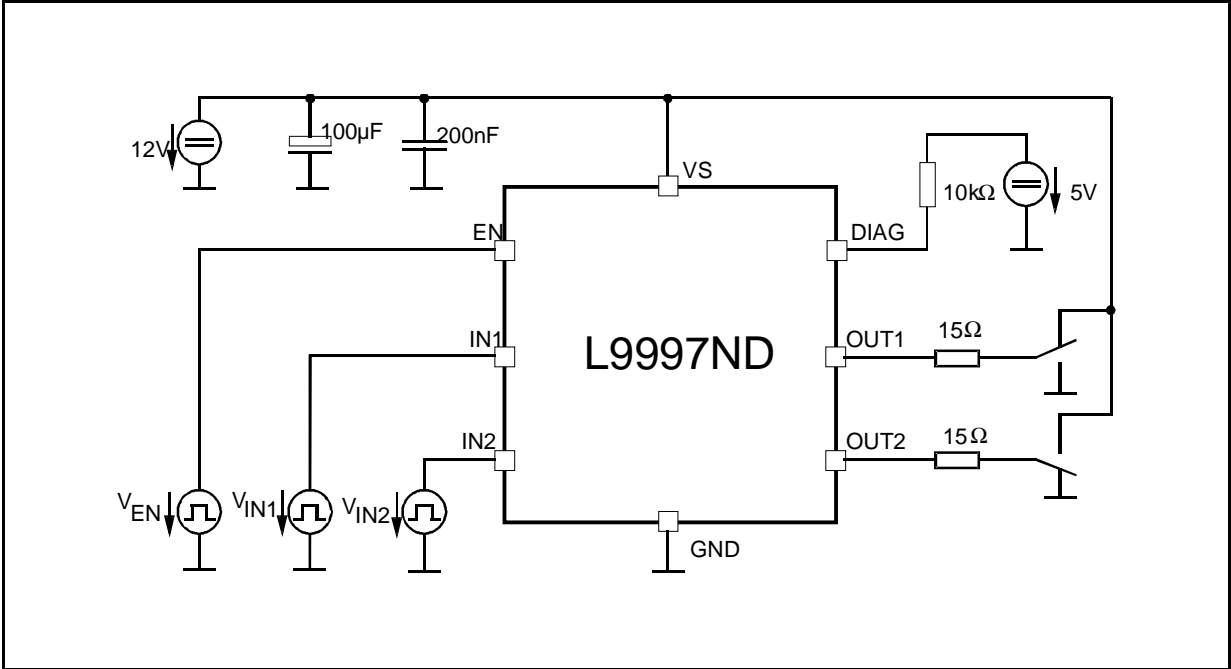 100µF
200nF
12V
VS
10kΩ
5V
EN
DIAG
IN1
L9997ND
OUT1
15Ω
IN2
OUT2
15Ω
VEN
VIN1
VIN2
GND